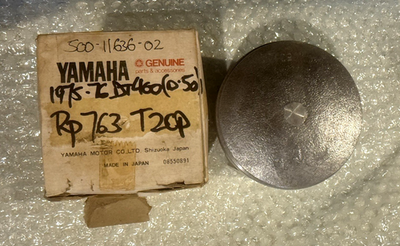 500-11636-02
YAMAHA GENUINE
parts & accessories
1975-76 DT400 (0.50)
Rp 763 T20P
YAMAHA MOTOR CO., LTD. Shizuoka Japan
MADE IN JAPAN 06550891